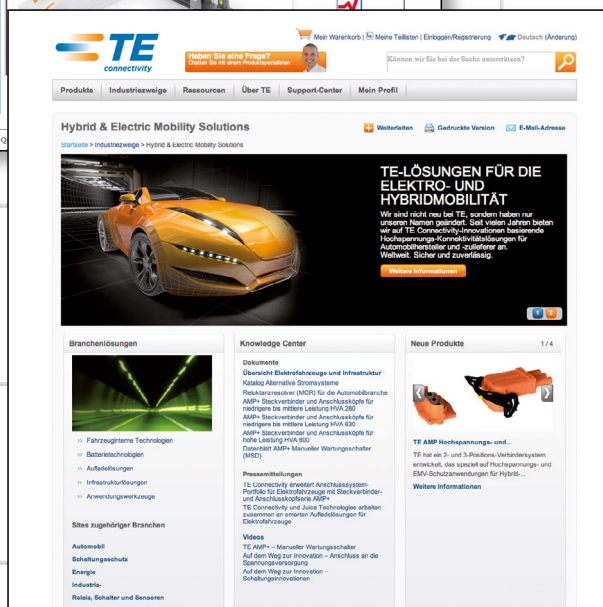 Mein Warenkorb | Meine Teillisten | Einloggen/Registrierung Deutsch (Änderung)
TE
connectivity
Haben Sie eine Frage?
Chatten Sie mit einem Produktspezialisten
Können wir Sie bei der Suche unterstützen?
Produkte Industriezweige Ressourcen Über TE Support-Center Mein Profil
Hybrid & Electric Mobility Solutions
Weiterleiten Gedruckte Version E-Mail-Adresse
Startseite > Industriezweige > Hybrid & Electric Mobility Solutions
TE-LÖSUNGEN FÜR DIE
ELEKTRO- UND
HYBRIDMOBILITÄT
Wir sind nicht neu bei TE, sondern haben nur
unseren Namen geändert. Seit vielen Jahren bieten
wir auf TE Connectivity-Innovationen basierende
Hochspannungs-Konnektivitätslösungen für
Automobilhersteller und -zulieferer an.
Weltweit. Sicher und zuverlässig.
Weitere Informationen
1 2
Branchenlösungen
» Fahrzeuginterne Technologien
» Batterietechnologien
» Aufladelösungen
» Infrastrukturlösungen
» Anwendungswerkzeuge
Sites zugehöriger Branchen
Automobil
Schaltungsschutz
Energie
Industrie-
Relais, Schalter und Sensoren
Knowledge Center
Dokumente
Übersicht Elektrofahrzeuge und Infrastruktur
Katalog Alternative Stromsysteme
Reluktanzresolver (MCR) für die Automobilbranche
AMP+ Steckverbinder und Anschlussköpfe für
niedrigere bis mittlere Leistung HVA 280
AMP+ Steckverbinder und Anschlussköpfe für
niedrigere bis mittlere Leistung HVA 630
AMP+ Steckverbinder und Anschlussköpfe für
hohe Leistung HVA 800
Datenblatt AMP+ Manueller Wartungsschalter
(MSD)
Pressemitteilungen
TE Connectivity erweitert Anschlusssystem-
Portfolio für Elektrofahrzeuge mit Steckverbinder-
und Anschlusskopfserie AMP+
TE Connectivity und Juice Technologies arbeiten
zusammen an smarten Aufladelösungen für
Elektrofahrzeuge
Videos
TE AMP+ – Manueller Wartungsschalter
Auf dem Weg zur Innovation – Anschluss an die
Spannungsversorgung
Auf dem Weg zur Innovation –
Schaltungsinnovationen
Neue Produkte 1/4
TE AMP Hochspannungs- und...
TE hat ein 2- und 3-Positions-Verbindersystem
entwickelt, das speziell auf Hochspannungs- und
EMV-Schutzanwendungen für Hybrid-...
Weitere Informationen